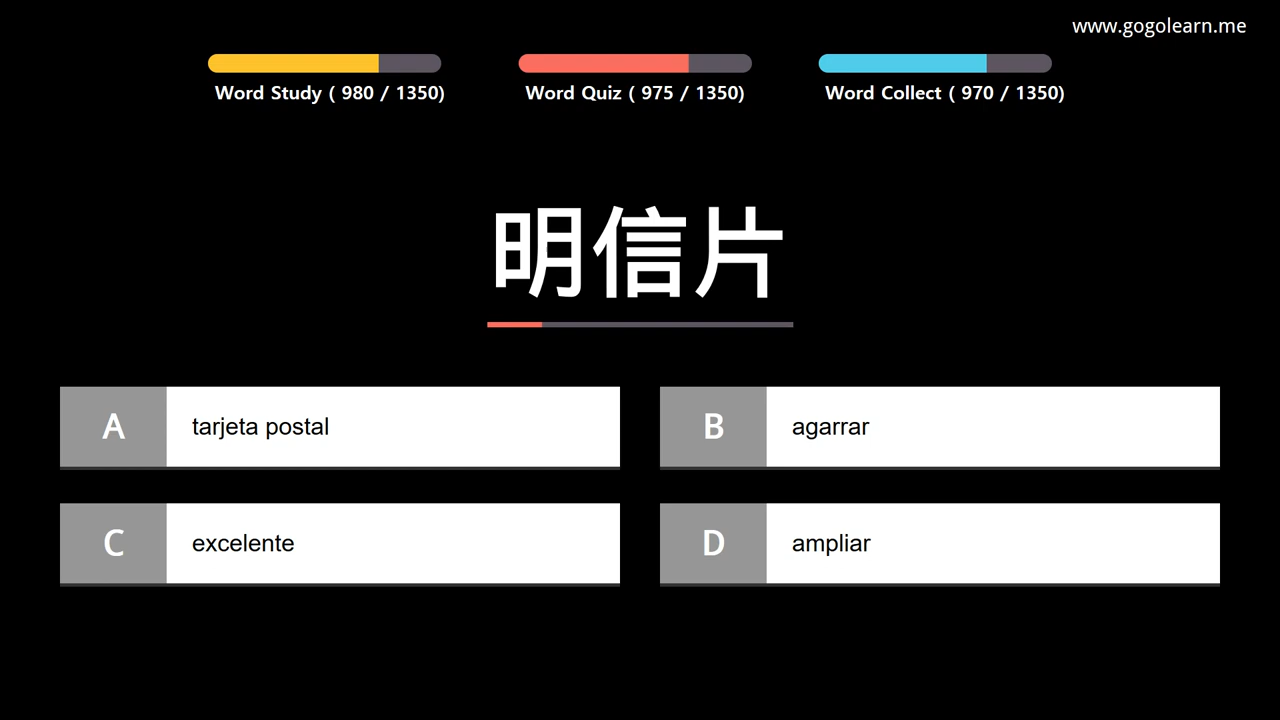 www.gogolearn.me
Word Study ( 980 / 1350)
Word Quiz ( 975 / 1350)
Word Collect ( 970 / 1350)
明信片
A tarjeta postal
B agarrar
C excelente
D ampliar